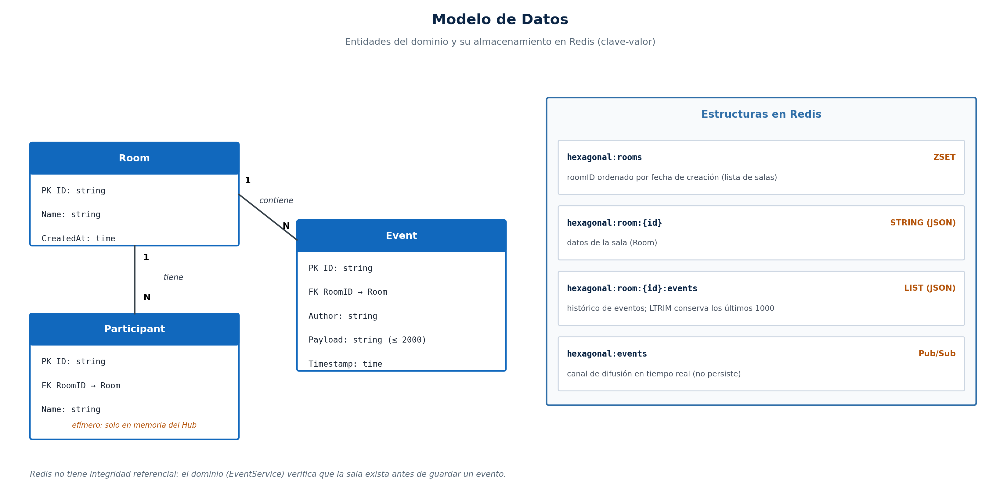 Modelo de Datos
Entidades del dominio y su almacenamiento en Redis (clave-valor)
Room
PK ID: string
Name: string
CreatedAt: time
1
contiene
N
Event
PK ID: string
FK RoomID → Room
Author: string
Payload: string (≤ 2000)
Timestamp: time
1
tiene
N
Participant
PK ID: string
FK RoomID → Room
Name: string
efímero: solo en memoria del Hub
Estructuras en Redis
hexagonal:rooms ZSET
roomID ordenado por fecha de creación (lista de salas)
hexagonal:room:{id} STRING (JSON)
datos de la sala (Room)
hexagonal:room:{id}:events LIST (JSON)
histórico de eventos; LTRIM conserva los últimos 1000
hexagonal:events Pub/Sub
canal de difusión en tiempo real (no persiste)
Redis no tiene integridad referencial: el dominio (EventService) verifica que la sala exista antes de guardar un evento.